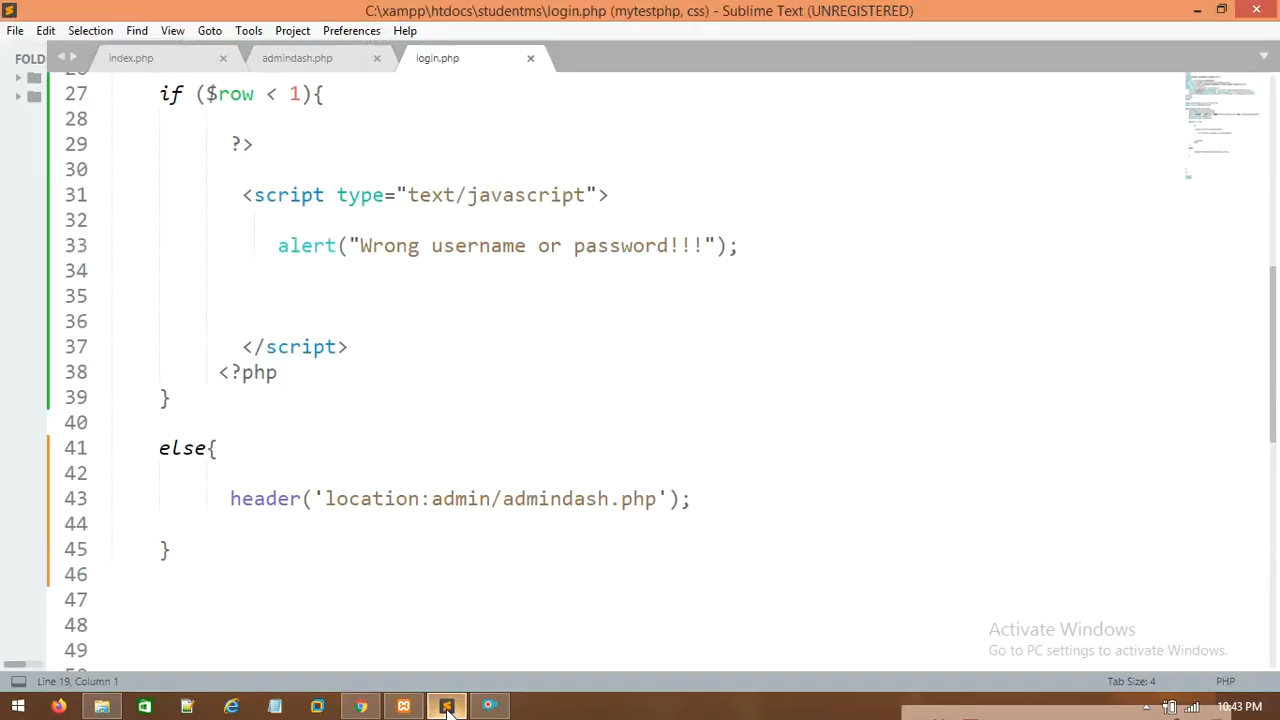 C:\xampp\htdocs\studentms\login.php (mytestphp, css) - Sublime Text (UNREGISTERED)
File Edit Selection Find View Goto Tools Project Preferences Help
FOLD index.php admindash.php login.php
27 if ($row < 1){
28
29 ?>
30
31 <script type="text/javascript">
32
33 alert("Wrong username or password!!!");
34
35
36
37 </script>
38 <?php
39 }
40
41 else{
42
43 header('location:admin/admindash.php');
44
45 }
46
47
48
49
Activate Windows
Go to PC settings to activate Windows.
Line 19, Column 1 Tab Size: 4 PHP
10:43 PM